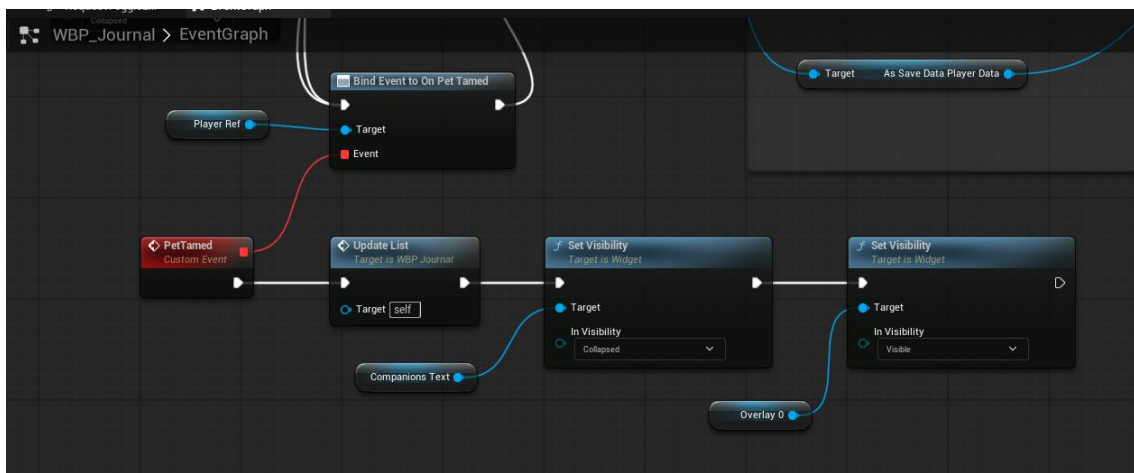 Collapsed
WBP_Journal > EventGraph
Bind Event to On Pet Tamed
Target
Event
Player Ref
Target As Save Data Player Data
PetTamed
Custom Event
Update List
Target is WBP Journal
Target self
Set Visibility
Target is Widget
Target
In Visibility
Collapsed
Set Visibility
Target is Widget
Target
In Visibility
Visible
Companions Text
Overlay 0